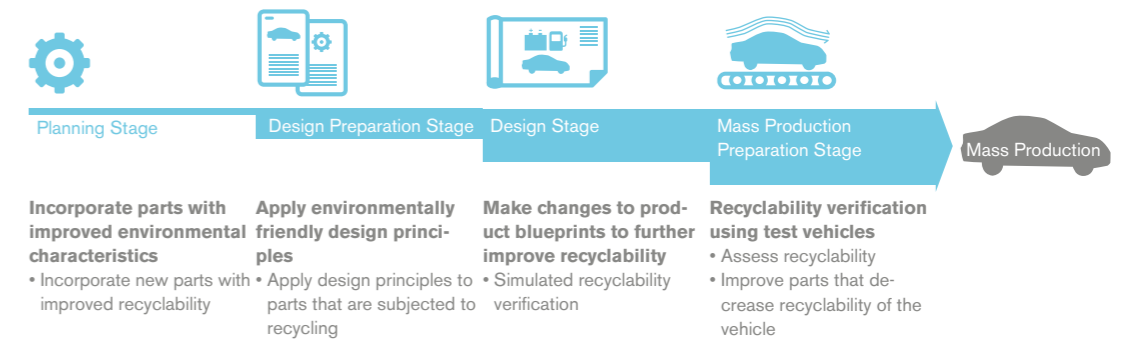 Planning Stage
Design Preparation Stage
Design Stage
Mass Production
Preparation Stage
Mass Production
Incorporate parts with
improved environmental
characteristics
• Incorporate new parts with
improved recyclability
Apply environmentally
friendly design princi-
ples
• Apply design principles to
parts that are subjected to
recycling
Make changes to prod-
uct blueprints to further
improve recyclability
• Simulated recyclability
verification
Recyclability verification
using test vehicles
• Assess recyclability
• Improve parts that de-
crease recyclability of the
vehicle